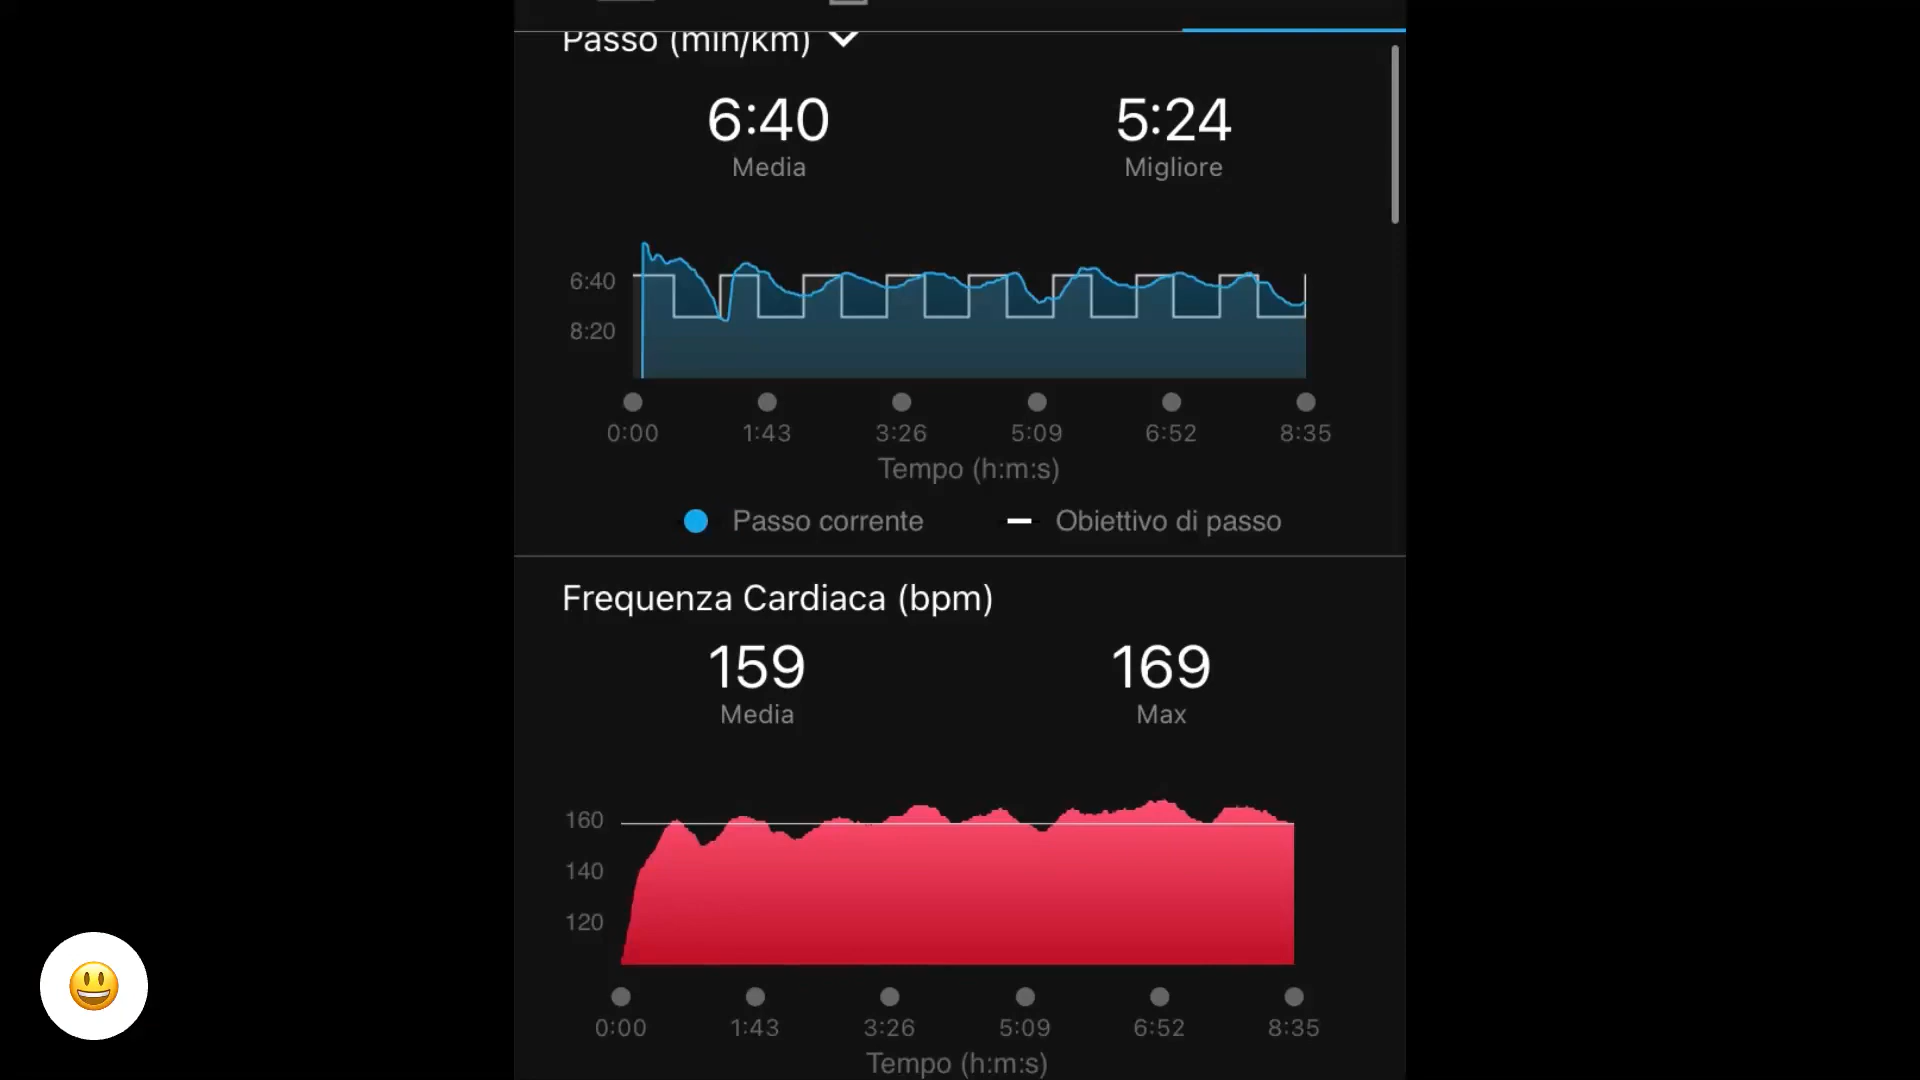 Passo (min/km)
6:40 5:24
Media Migliore
6:40
8:20
0:00 1:43 3:26 5:09 6:52 8:35
Tempo (h:m:s)
Passo corrente Obiettivo di passo
Frequenza Cardiaca (bpm)
159 169
Media Max
160
140
120
0:00 1:43 3:26 5:09 6:52 8:35
Tempo (h:m:s)